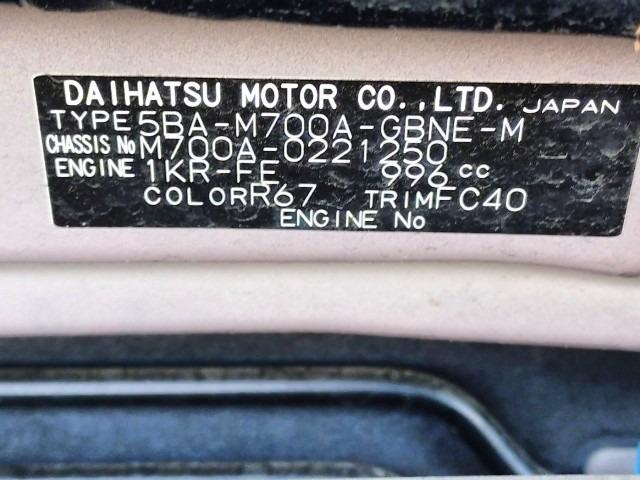 DAIHATSU MOTOR CO.,LTD. JAPAN
TYPE 5BA-M700A-GBNE-M
CHASSIS No M700A-0221250
ENGINE 1KR-FE 996 cc
COLOR R67 TRIM FC40
ENGINE No